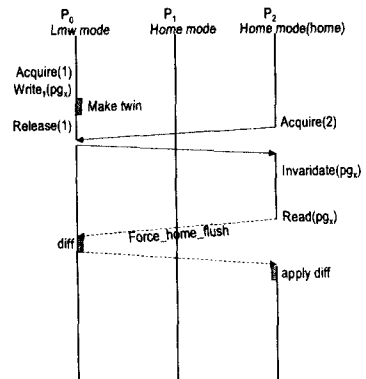 P₀ P₁ P₂
Lmw mode Home mode Home mode(home)
Acquire(1)
Write₁(pgₓ)
Make twin
Release(1) Acquire(2)
Invaridate(pgₓ)
Read(pgₓ)
Force_home_flush
diff
apply diff